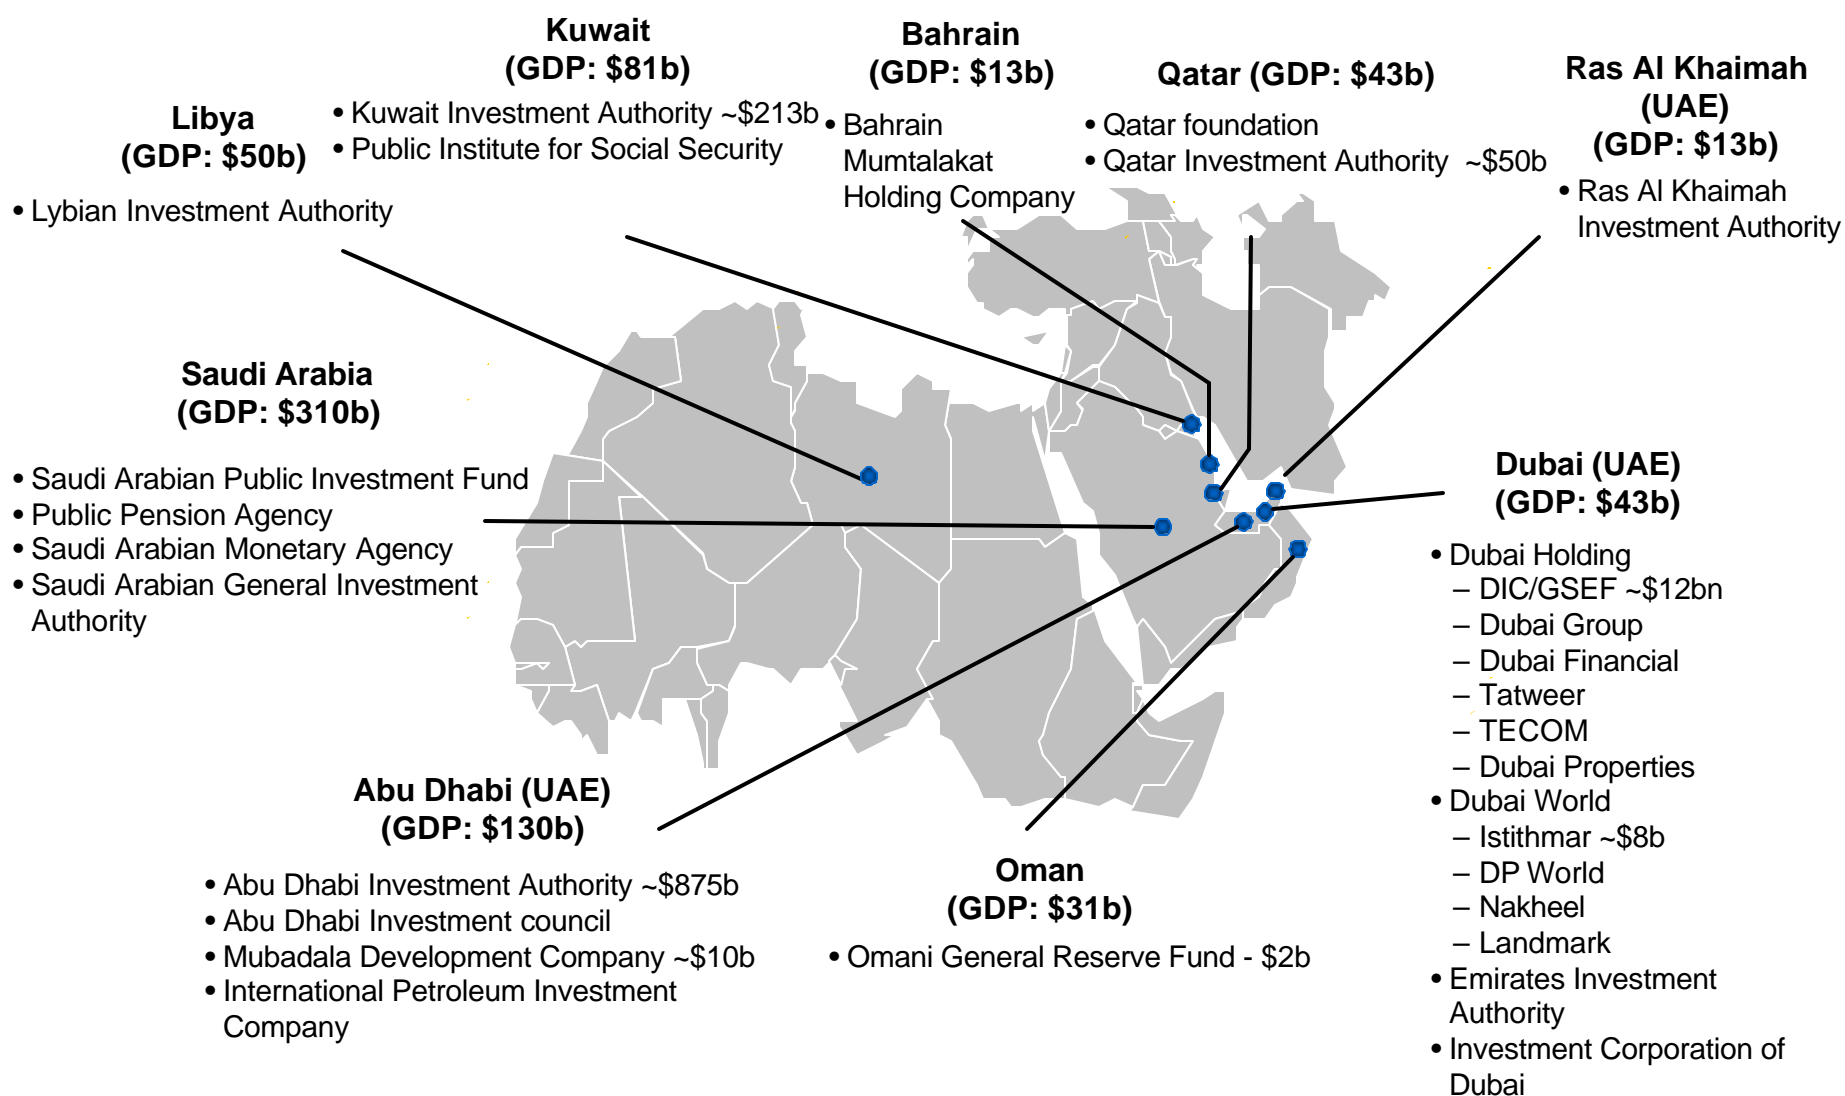 Kuwait
(GDP: $81b)
• Kuwait Investment Authority ~$213b
• Public Institute for Social Security
Bahrain
(GDP: $13b)
• Bahrain
Mumtalakat
Holding Company
Qatar (GDP: $43b)
• Qatar foundation
• Qatar Investment Authority ~$50b
Ras Al Khaimah
(UAE)
(GDP: $13b)
• Ras Al Khaimah
Investment Authority
Libya
(GDP: $50b)
• Lybian Investment Authority
Saudi Arabia
(GDP: $310b)
• Saudi Arabian Public Investment Fund
• Public Pension Agency
• Saudi Arabian Monetary Agency
• Saudi Arabian General Investment
Authority
Dubai (UAE)
(GDP: $43b)
• Dubai Holding
– DIC/GSEF ~$12bn
– Dubai Group
– Dubai Financial
– Tatweer
– TECOM
– Dubai Properties
• Dubai World
– Istithmar ~$8b
– DP World
– Nakheel
– Landmark
• Emirates Investment
Authority
• Investment Corporation of
Dubai
Abu Dhabi (UAE)
(GDP: $130b)
• Abu Dhabi Investment Authority ~$875b
• Abu Dhabi Investment council
• Mubadala Development Company ~$10b
• International Petroleum Investment
Company
Oman
(GDP: $31b)
• Omani General Reserve Fund - $2b